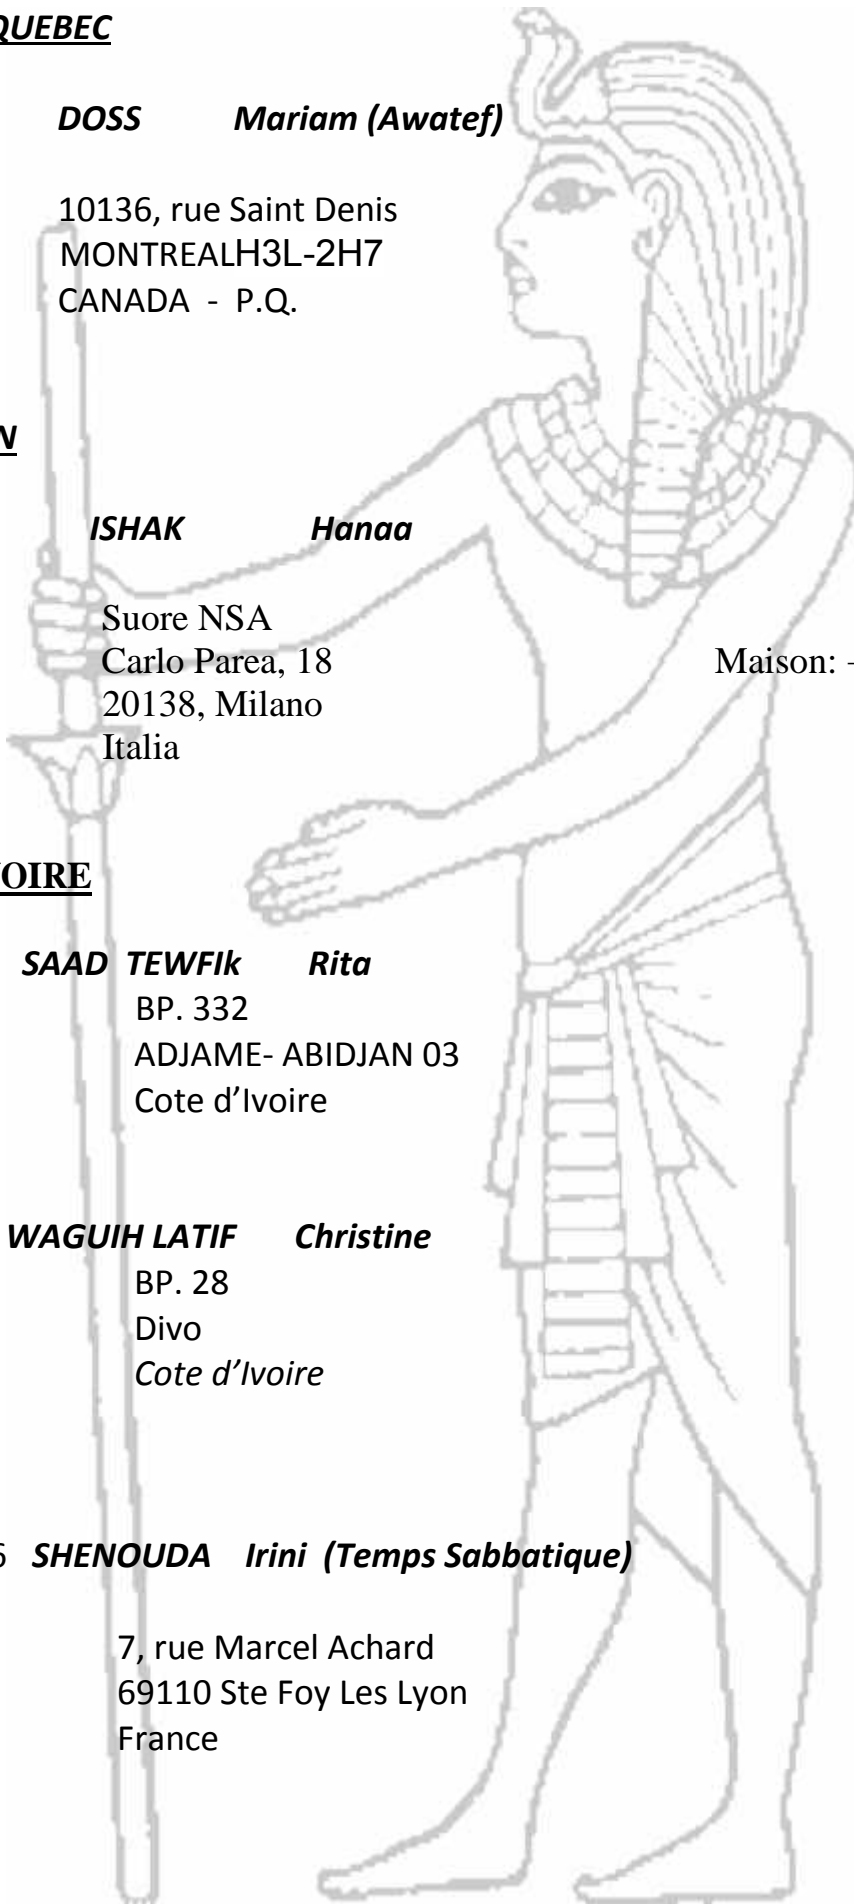 QUEBEC
DOSS Mariam (Awatef)
10136, rue Saint Denis
MONTREALH3L-2H7
CANADA - P.Q.
N
ISHAK Hanaa
Suore NSA
Carlo Parea, 18 Maison: -
20138, Milano
Italia
VOIRE
SAAD TEWFIk Rita
BP. 332
ADJAME- ABIDJAN 03
Cote d’Ivoire
WAGUIH LATIF Christine
BP. 28
Divo
Cote d’Ivoire
6 SHENOUDA Irini (Temps Sabbatique)
7, rue Marcel Achard
69110 Ste Foy Les Lyon
France